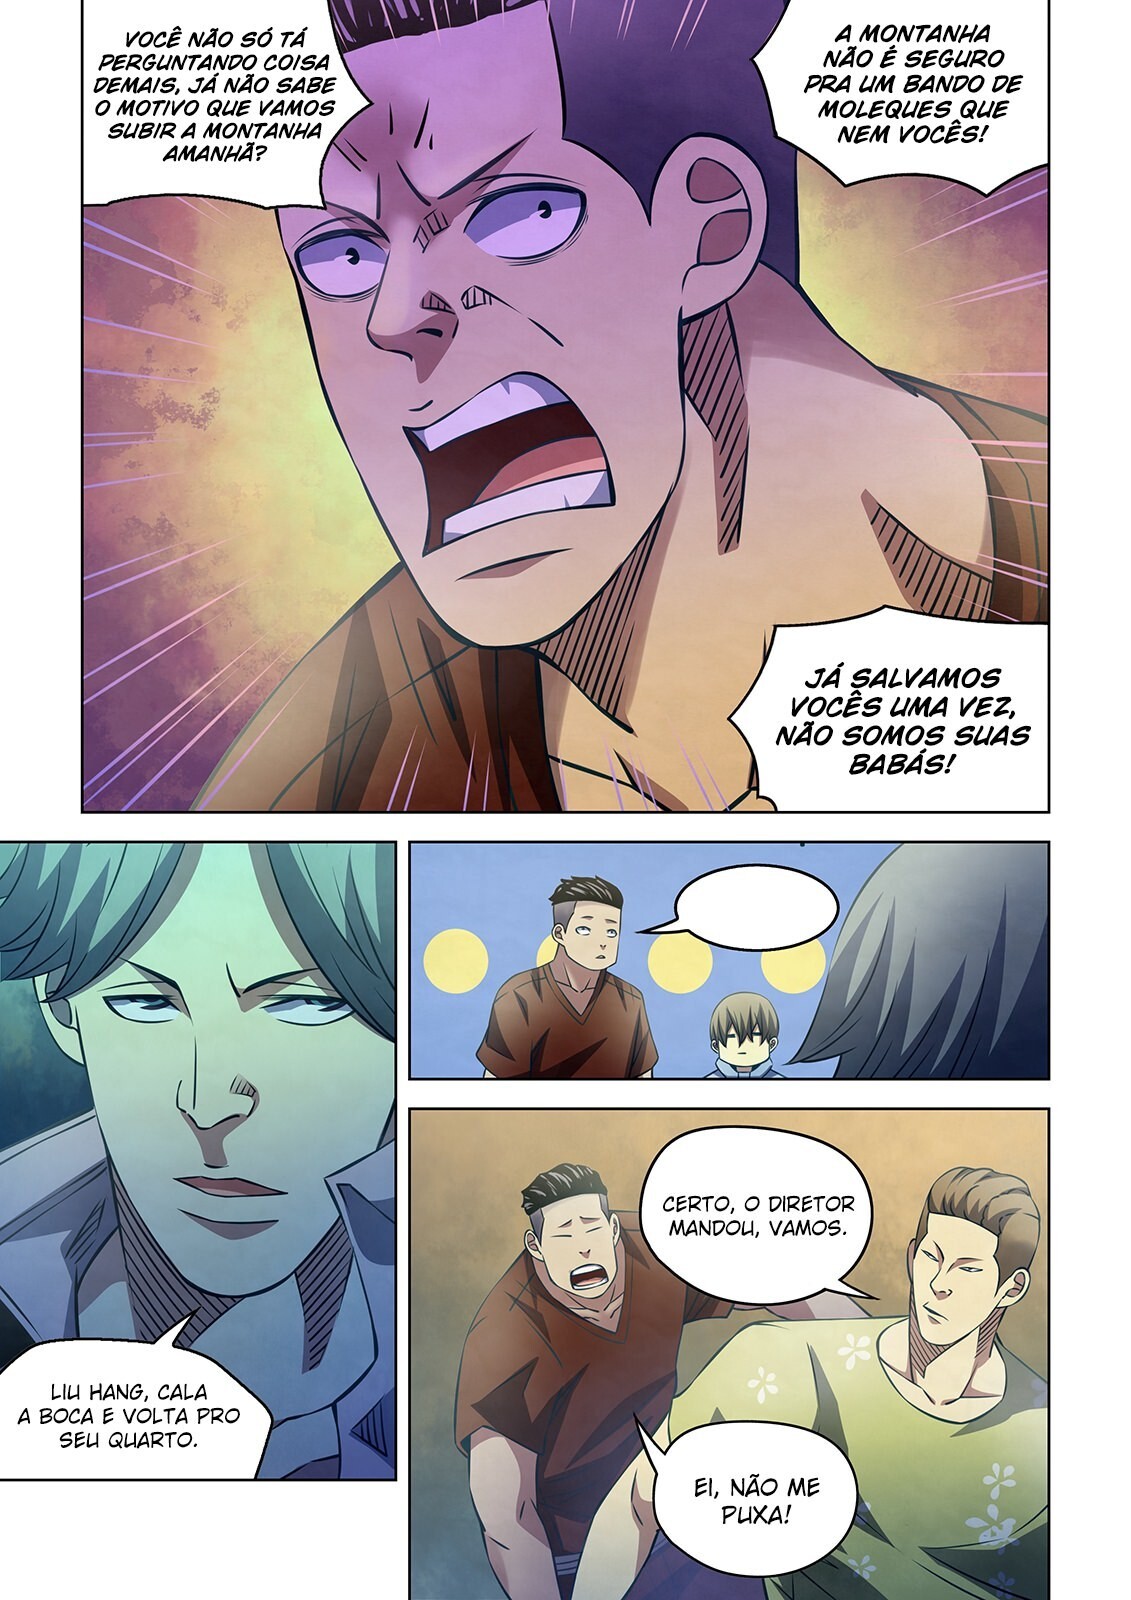 VOCÊ NÃO SÓ TÁ
PERGUNTANDO COISA
DEMAIS, JÁ NÃO SABE
O MOTIVO QUE VAMOS
SUBIR A MONTANHA
AMANHÃ?
A MONTANHA
NÃO É SEGURO
PRA UM BANDO DE
MOLEQUES QUE
NEM VOCÊS!
JÁ SALVAMOS
VOCÊS UMA VEZ,
NÃO SOMOS SUAS
BABÁS!
LIU HANG, CALA
A BOCA E VOLTA PRO
SEU QUARTO.
CERTO, O DIRETOR
MANDOU, VAMOS.
EI, NÃO ME
PUXA!